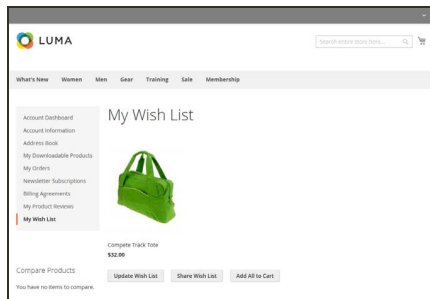 LUMA
Search entire store here...
What's New Women Men Gear Training Sale Membership
Account Dashboard
Account Information
Address Book
My Downloadable Products
My Orders
Newsletter Subscriptions
Billing Agreements
My Product Reviews
My Wish List
My Wish List
Compete Track Tote
$32.00
Update Wish List Share Wish List Add All to Cart
Compare Products
You have no items to compare.